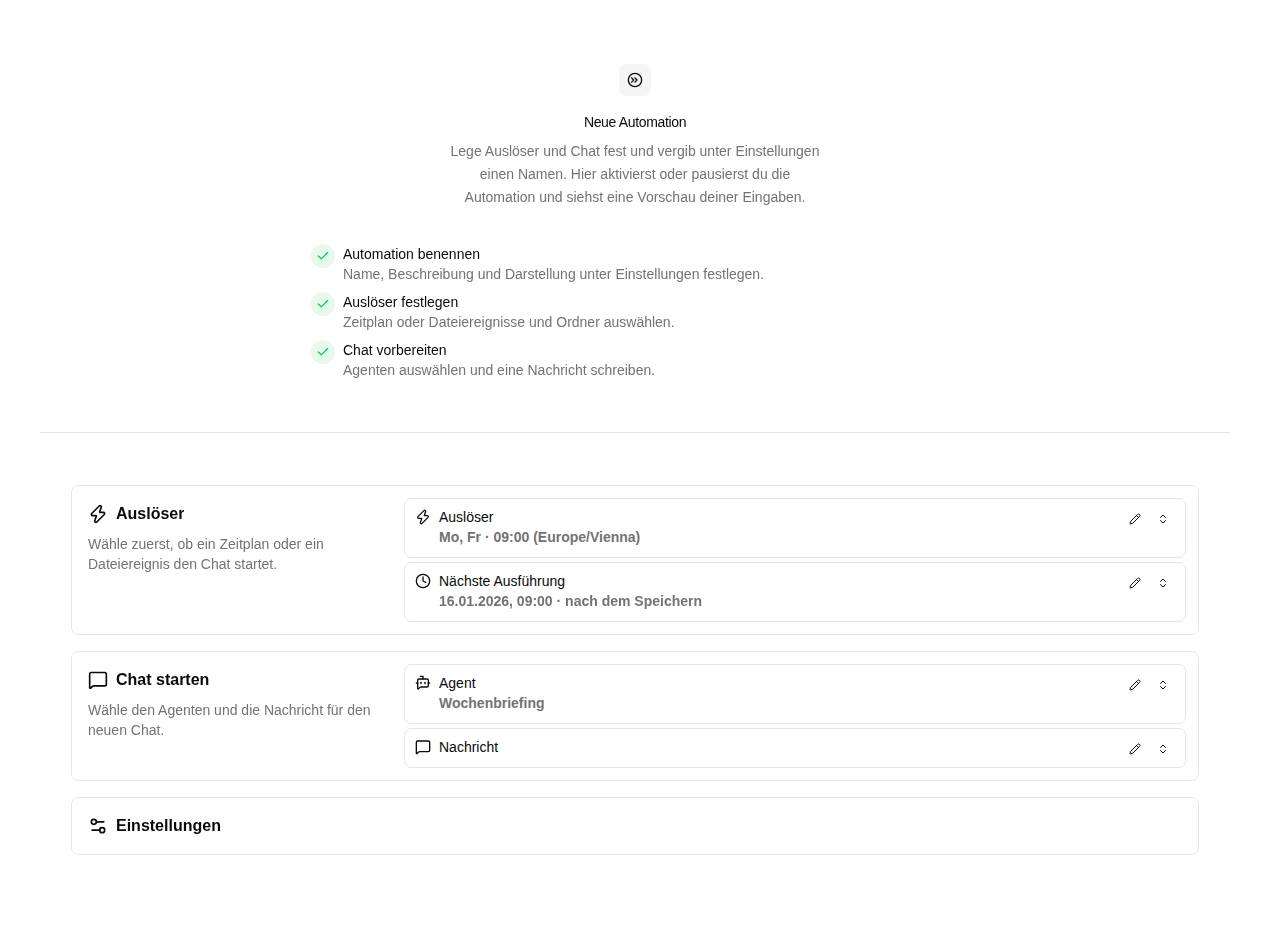 Neue Automation
Lege Auslöser und Chat fest und vergib unter Einstellungen
einen Namen. Hier aktivierst oder pausierst du die
Automation und siehst eine Vorschau deiner Eingaben.
Automation benennen
Name, Beschreibung und Darstellung unter Einstellungen festlegen.
Auslöser festlegen
Zeitplan oder Dateiereignisse und Ordner auswählen.
Chat vorbereiten
Agenten auswählen und eine Nachricht schreiben.
Auslöser
Wähle zuerst, ob ein Zeitplan oder ein
Dateiereignis den Chat startet.
Auslöser
Mo, Fr · 09:00 (Europe/Vienna)
Nächste Ausführung
16.01.2026, 09:00 · nach dem Speichern
Chat starten
Wähle den Agenten und die Nachricht für den
neuen Chat.
Agent
Wochenbriefing
Nachricht
Einstellungen